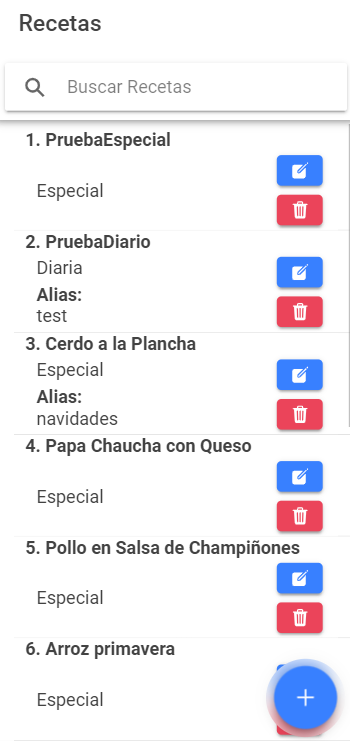 Recetas
Buscar Recetas
1. PruebaEspecial
Especial
2. PruebaDiario
Diaria
Alias:
test
3. Cerdo a la Plancha
Especial
Alias:
navidades
4. Papa Chaucha con Queso
Especial
5. Pollo en Salsa de Champiñones
Especial
6. Arroz primavera
Especial